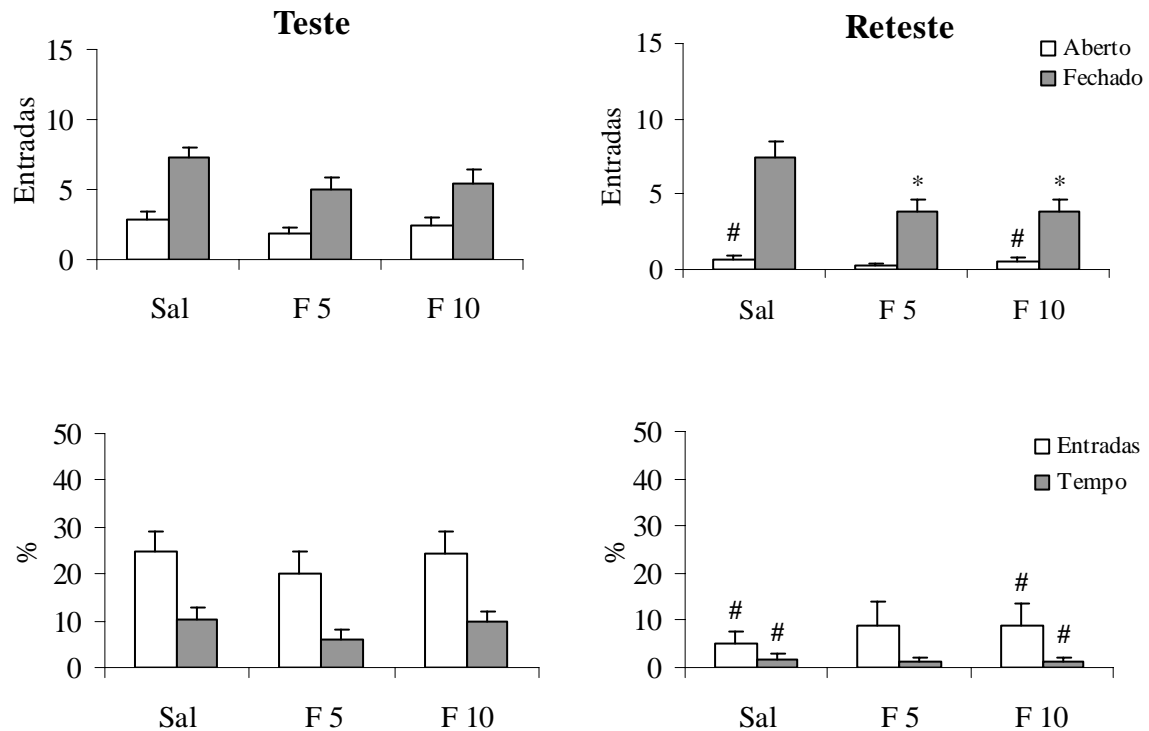 Teste
Entradas
15
10
5
0
Sal
F 5
F 10
Reteste
Aberto
Fechado
Entradas
15
10
5
0
#
*
#
*
Sal
F 5
F 10
%
50
40
30
20
10
0
Sal
F 5
F 10
Entradas
Tempo
%
50
40
30
20
10
0
#
#
#
#
Sal
F 5
F 10